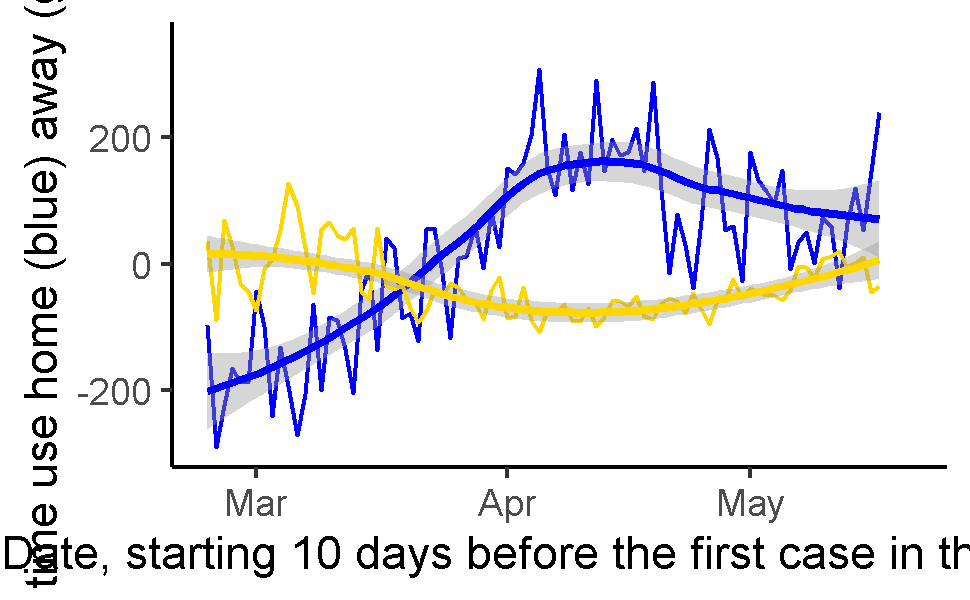 time use home (blue) away (
200
0
-200
Mar Apr May
Date, starting 10 days before the first case in th